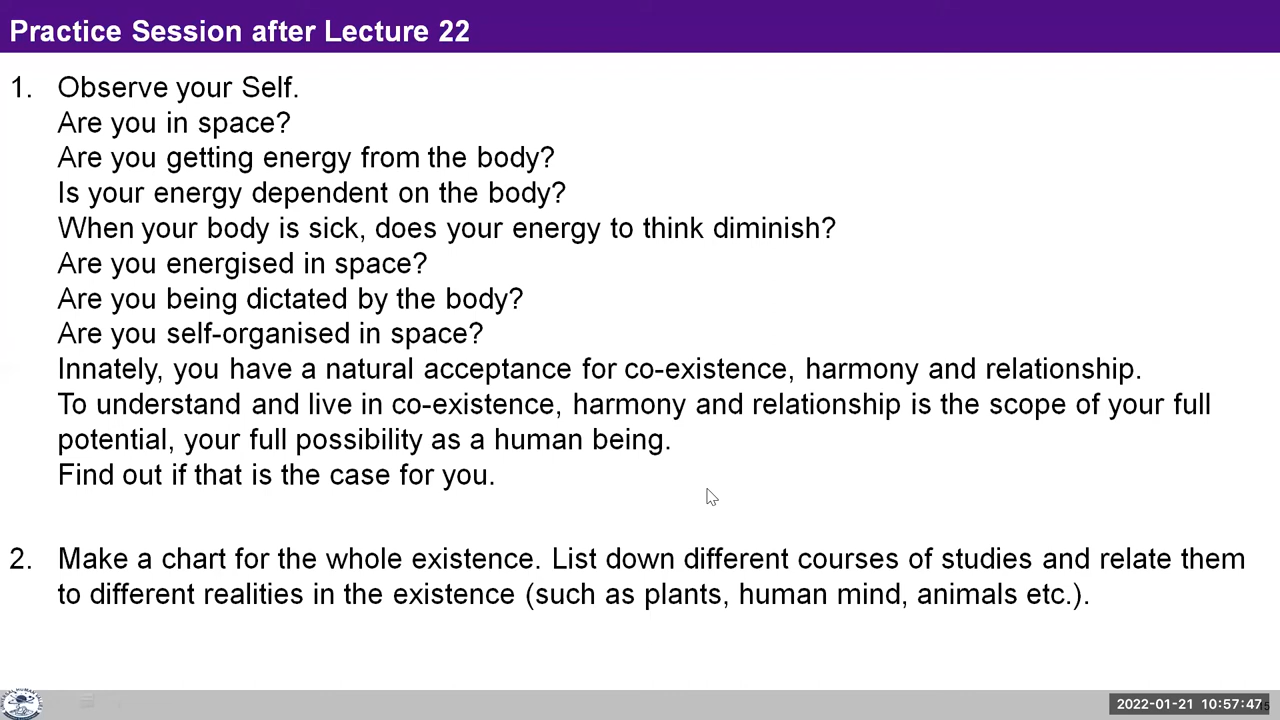 Practice Session after Lecture 22
1. Observe your Self.
Are you in space?
Are you getting energy from the body?
Is your energy dependent on the body?
When your body is sick, does your energy to think diminish?
Are you energised in space?
Are you being dictated by the body?
Are you self-organised in space?
Innately, you have a natural acceptance for co-existence, harmony and relationship.
To understand and live in co-existence, harmony and relationship is the scope of your full
potential, your full possibility as a human being.
Find out if that is the case for you.
2. Make a chart for the whole existence. List down different courses of studies and relate them
to different realities in the existence (such as plants, human mind, animals etc.).
2022-01-21 10:57:47